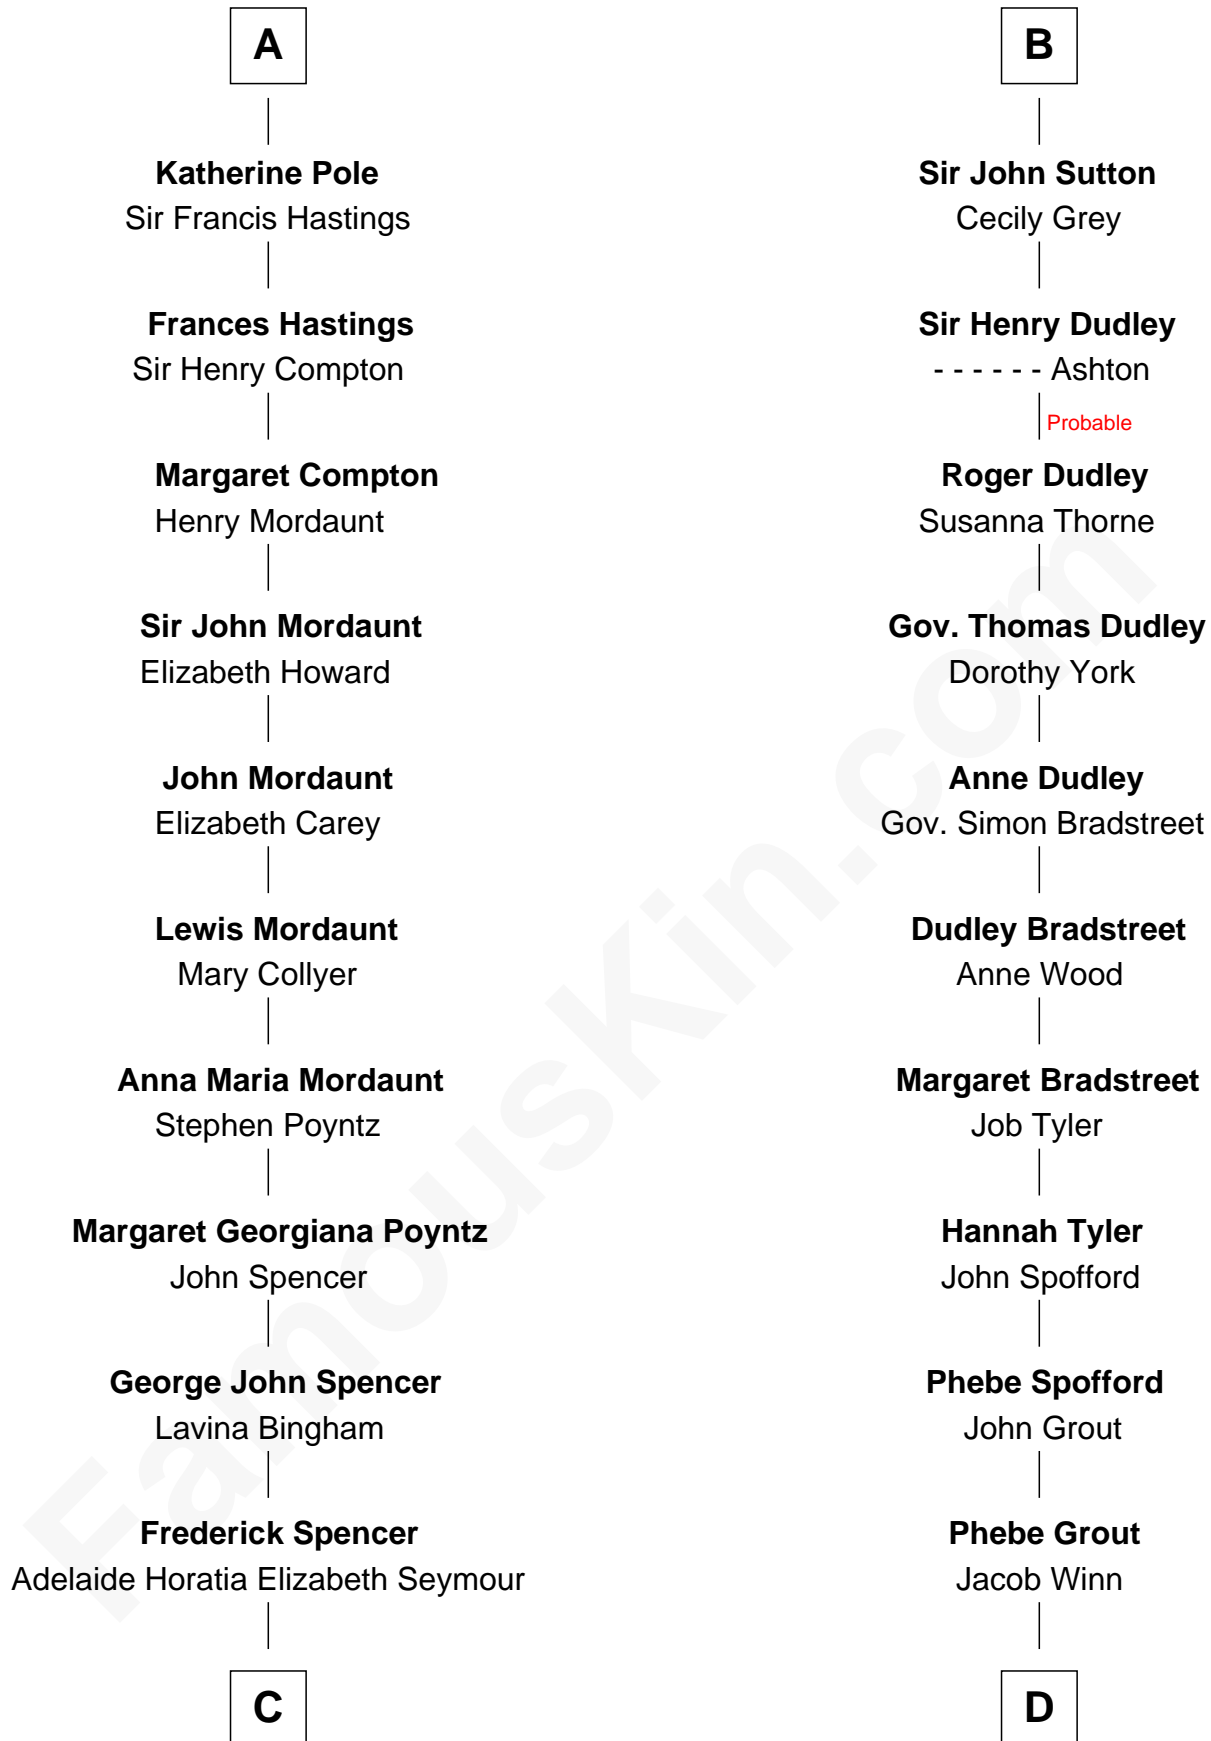 A
Katherine Pole
Sir Francis Hastings
Frances Hastings
Sir Henry Compton
Margaret Compton
Henry Mordaunt
Sir John Mordaunt
Elizabeth Howard
John Mordaunt
Elizabeth Carey
Lewis Mordaunt
Mary Collyer
Anna Maria Mordaunt
Stephen Poyntz
Margaret Georgiana Poyntz
John Spencer
George John Spencer
Lavina Bingham
Frederick Spencer
Adelaide Horatia Elizabeth Seymour
C
B
Sir John Sutton
Cecily Grey
Sir Henry Dudley
- - - - - - Ashton
Probable
Roger Dudley
Susanna Thorne
Gov. Thomas Dudley
Dorothy York
Anne Dudley
Gov. Simon Bradstreet
Dudley Bradstreet
Anne Wood
Margaret Bradstreet
Job Tyler
Hannah Tyler
John Spofford
Phebe Spofford
John Grout
Phebe Grout
Jacob Winn
D
FamousKin.com